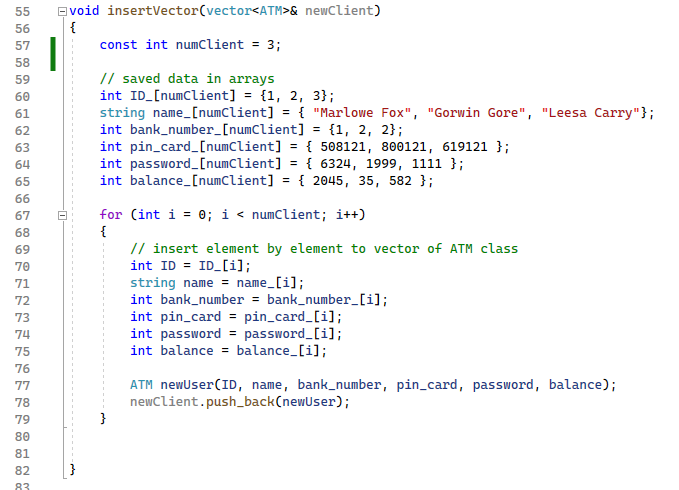 55 void insertVector(vector<ATM>& newClient)
56 {
57 const int numClient = 3;
58
59 // saved data in arrays
60 int ID_[numClient] = {1, 2, 3};
61 string name_[numClient] = { "Marlowe Fox", "Gorwin Gore", "Leesa Carry"};
62 int bank_number_[numClient] = {1, 2, 2};
63 int pin_card_[numClient] = { 508121, 800121, 619121 };
64 int password_[numClient] = { 6324, 1999, 1111 };
65 int balance_[numClient] = { 2045, 35, 582 };
66
67 for (int i = 0; i < numClient; i++)
68 {
69 // insert element by element to vector of ATM class
70 int ID = ID_[i];
71 string name = name_[i];
72 int bank_number = bank_number_[i];
73 int pin_card = pin_card_[i];
74 int password = password_[i];
75 int balance = balance_[i];
76
77 ATM newUser(ID, name, bank_number, pin_card, password, balance);
78 newClient.push_back(newUser);
79 }
80
81
82 }
83